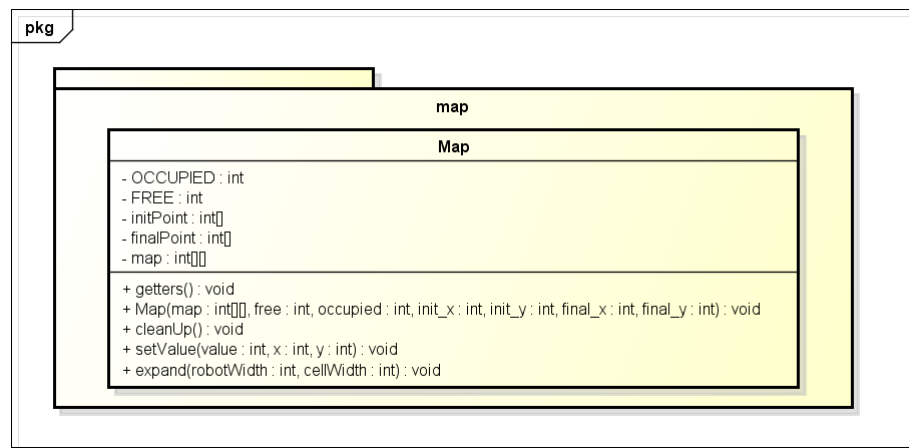 pkg
map
Map
- OCCUPIED : int
- FREE : int
- initPoint : int[]
- finalPoint : int[]
- map : int[][]
+ getters() : void
+ Map(map : int[][], free : int, occupied : int, init_x : int, init_y : int, final_x : int, final_y : int) : void
+ cleanUp() : void
+ setValue(value : int, x : int, y : int) : void
+ expand(robotWidth : int, cellWidth : int) : void